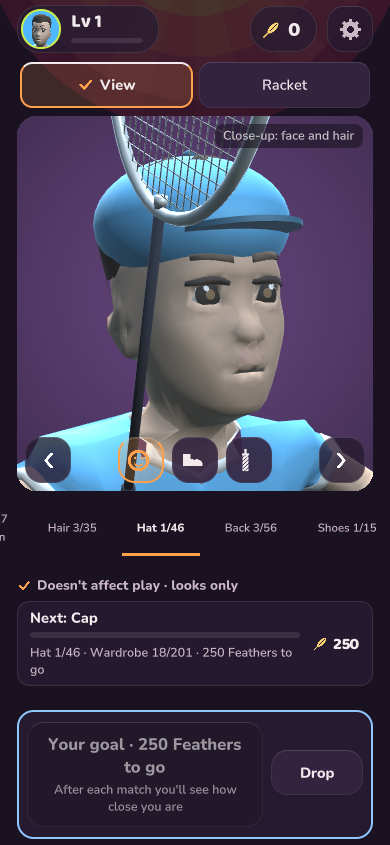 Lv 1
0
View
Racket
Close-up: face and hair
7
n
Hair 3/35
Hat 1/46
Back 3/56
Shoes 1/15
Doesn't affect play · looks only
Next: Cap
Hat 1/46 · Wardrobe 18/201 · 250 Feathers to
go
250
Your goal · 250 Feathers
to go
After each match you'll see how
close you are
Drop